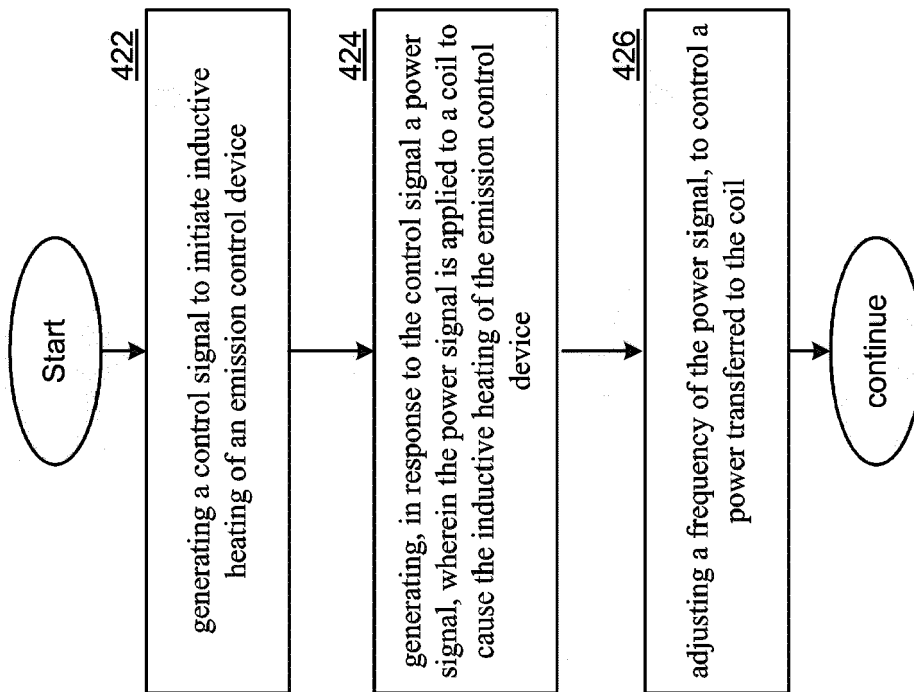 Start
422
generating a control signal to initiate inductive
heating of an emission control device
424
generating, in response to the control signal a power
signal, wherein the power signal is applied to a coil to
cause the inductive heating of the emission control
device
426
adjusting a frequency of the power signal, to control a
power transferred to the coil
continue